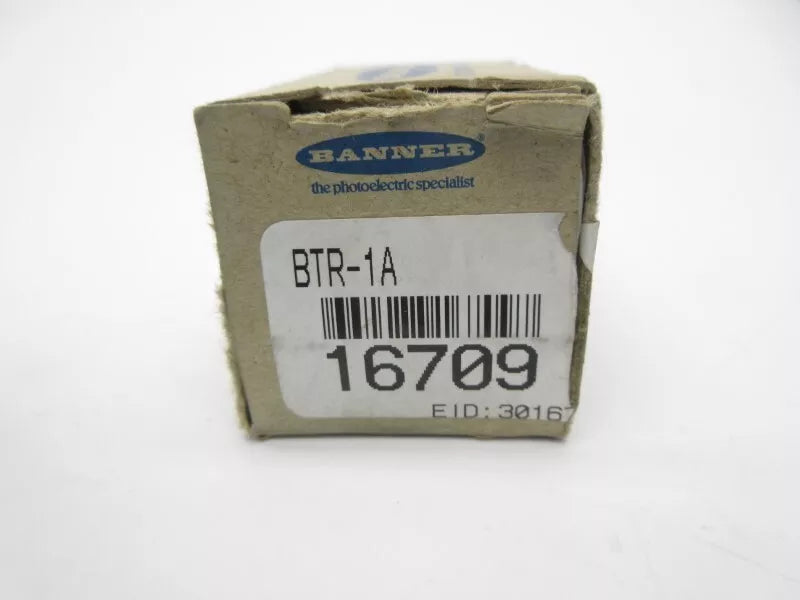 BANNER®
the photoelectric specialist
BTR-1A
16709
EID: 30167